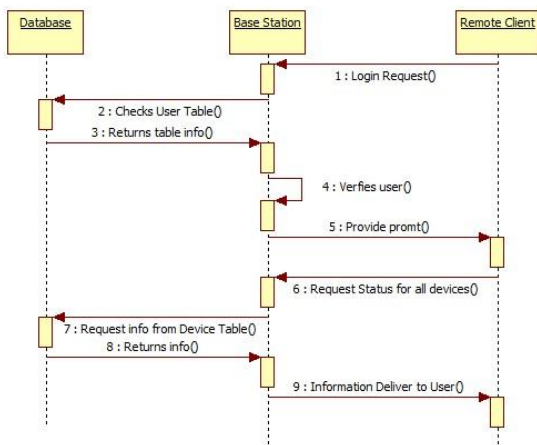 Database
Base Station
Remote Client
1 : Login Request()
2 : Checks User Table()
3 : Returns table info()
4 : Verfies user()
5 : Provide promt()
6 : Request Status for all devices()
7 : Request info from Device Table()
8 : Returns info()
9 : Information Deliver to User()